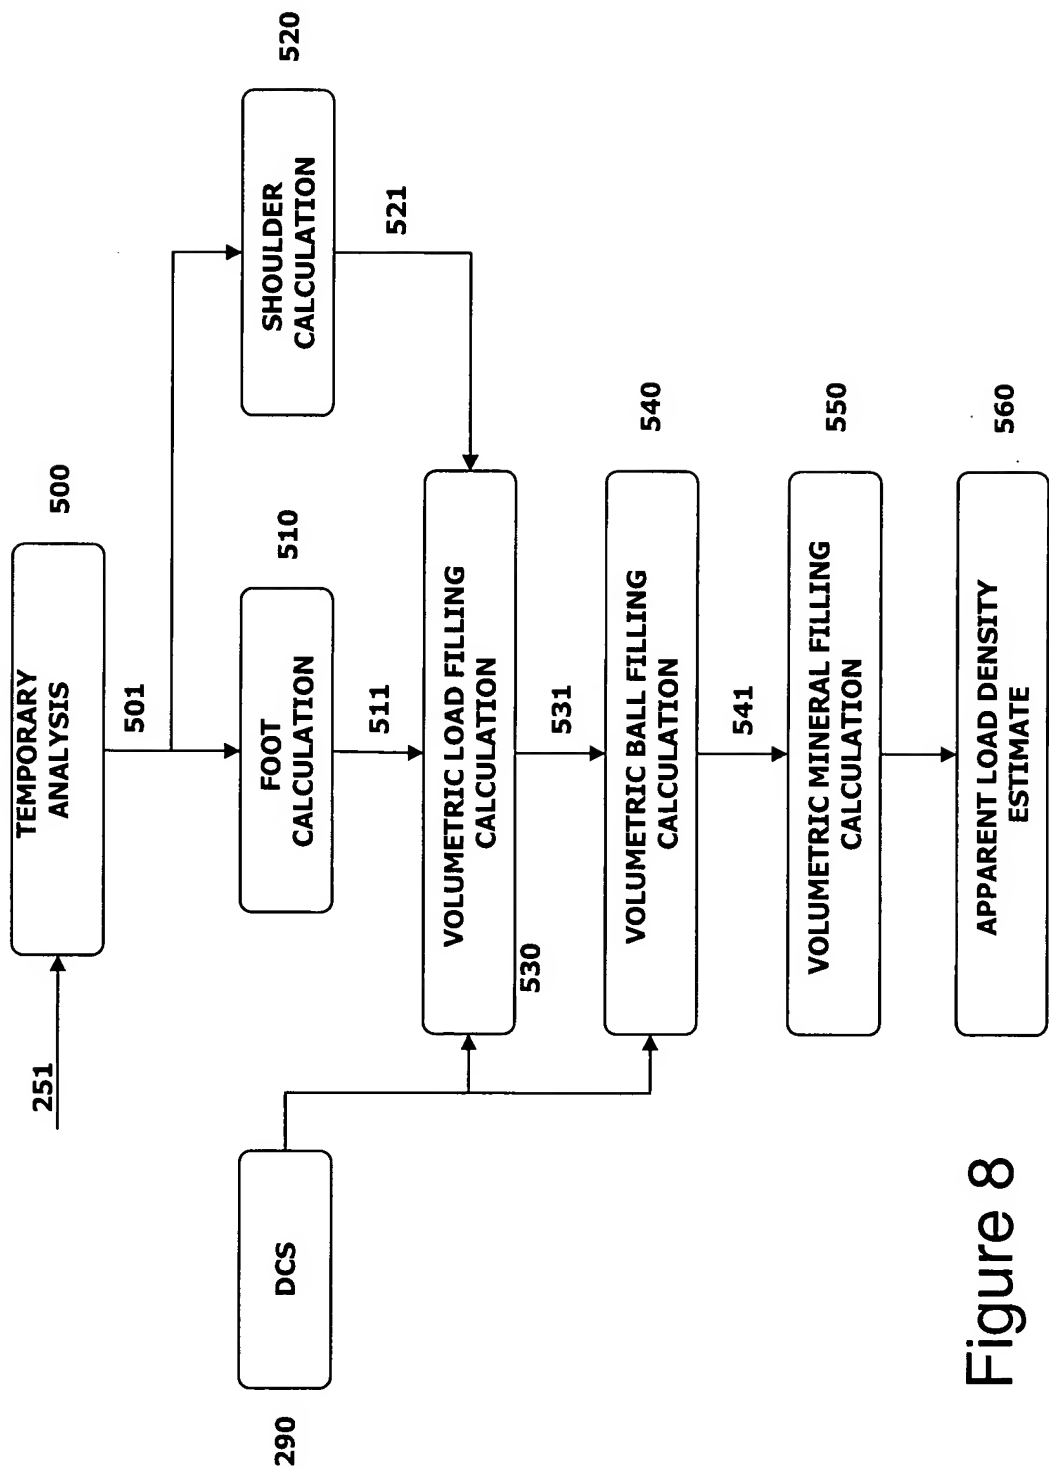 251
TEMPORARY
ANALYSIS
500
501
DCS
290
FOOT
CALCULATION
510
SHOULDER
CALCULATION
520
511
521
VOLUMETRIC LOAD FILLING
CALCULATION
530
531
VOLUMETRIC BALL FILLING
CALCULATION
540
541
VOLUMETRIC MINERAL FILLING
CALCULATION
550
APPARENT LOAD DENSITY
ESTIMATE
560
Figure 8